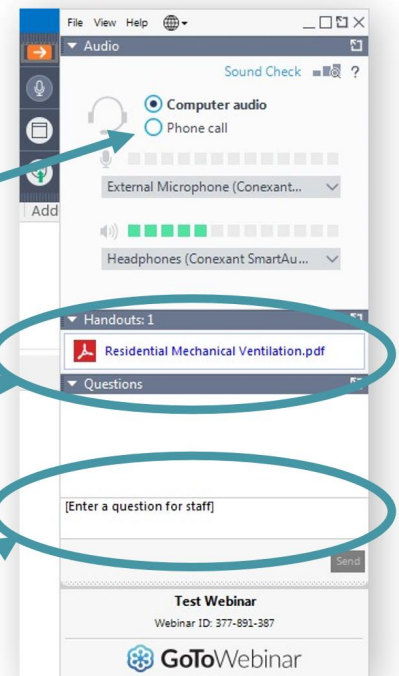 File View Help
Audio
Sound Check ?
Computer audio
Phone call
External Microphone (Conexant...
Add
Headphones (Conexant SmartAu...
Handouts: 1
Residential Mechanical Ventilation.pdf
Questions
[Enter a question for staff]
Send
Test Webinar
Webinar ID: 377-891-387
GoToWebinar